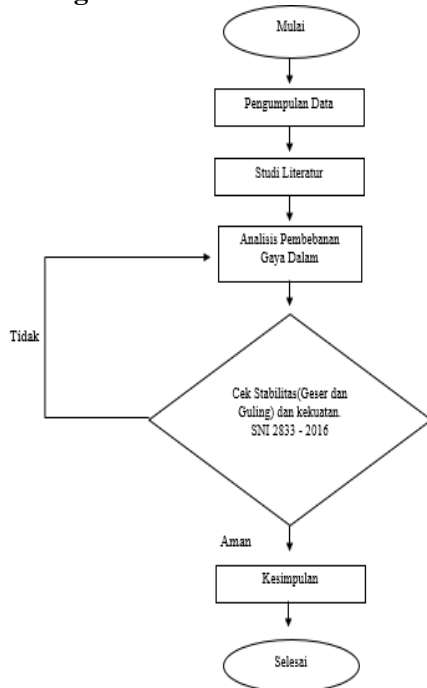 Mulai
Pengumpulan Data
Studi Literatur
Analisis Pembebanan
Gaya Dalam
Tidak
Cek Stabilitas(Geser dan
Guling) dan kekuatan.
SNI 2833 - 2016
Aman
Kesimpulan
Selesai